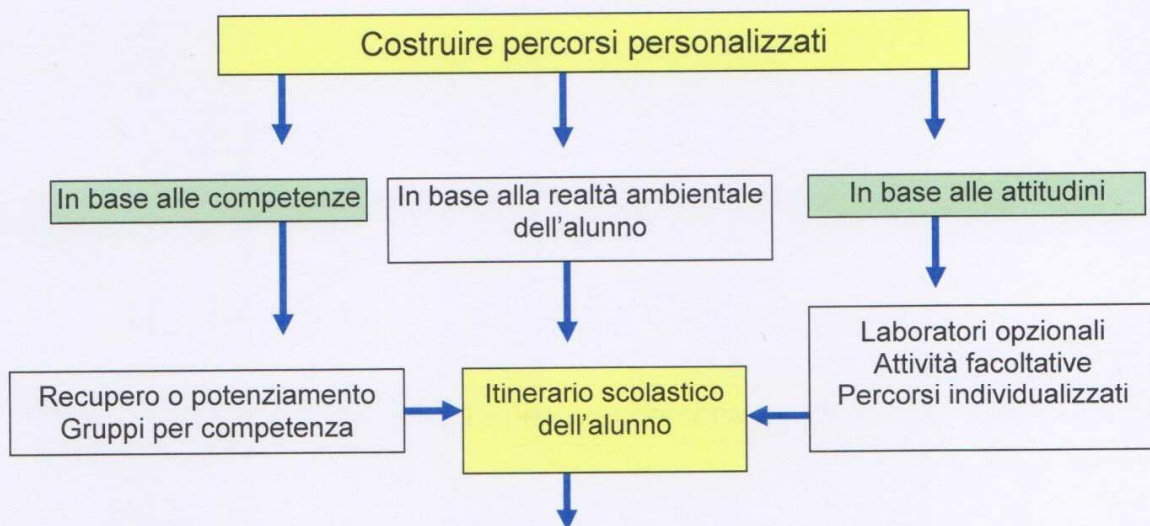 Costruire percorsi personalizzati
In base alle competenze
In base alla realtà ambientale
dell'alunno
In base alle attitudini
Recupero o potenziamento
Gruppi per competenza
Itinerario scolastico
dell'alunno
Laboratori opzionali
Attività facoltative
Percorsi individualizzati